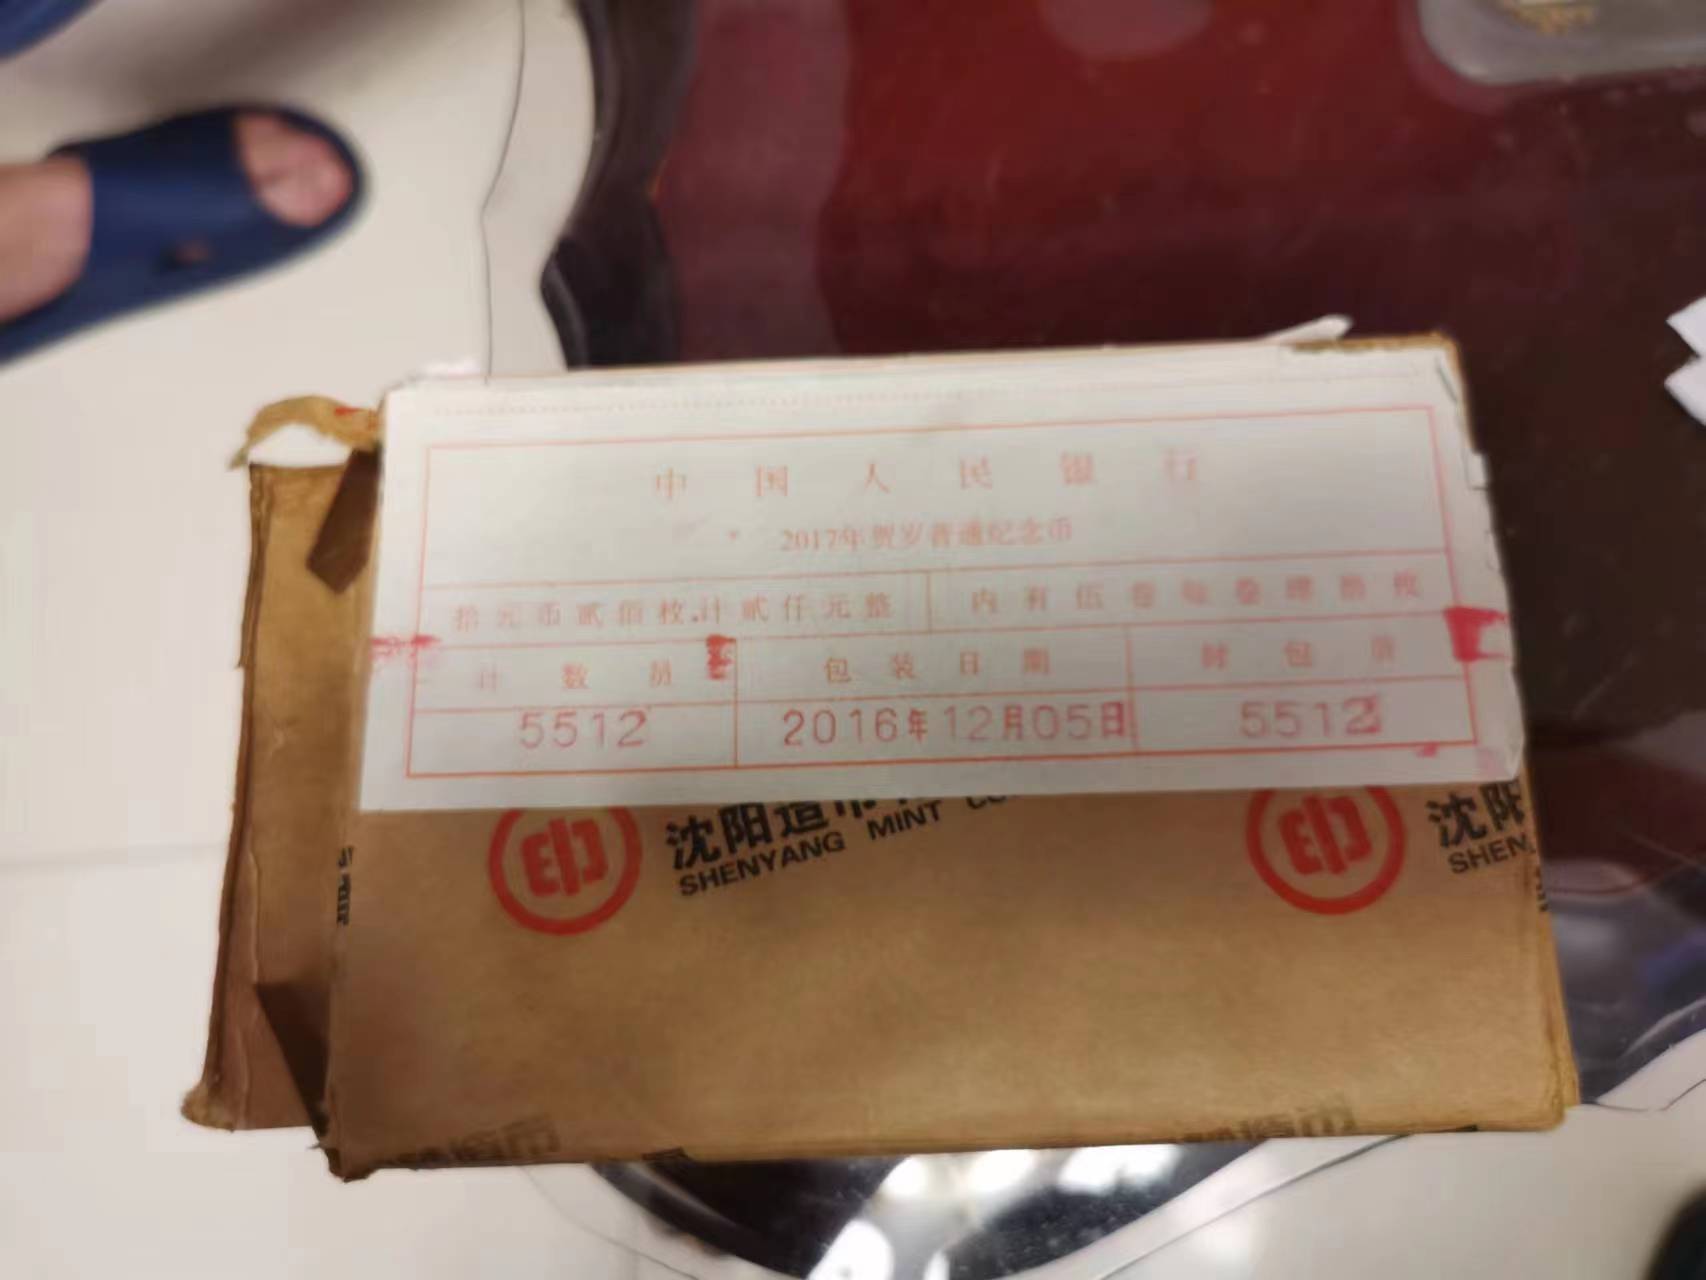 中国人民银行
2017年贺岁普通纪念币
拾元币贰佰枚.计贰仟元整
内有伍卷每卷肆拾枚
计数员
包装日期
封包员
5512
2016年12月05日
5512
印
沈阳造币
SHENYANG MINT
印
沈阳
SHEN